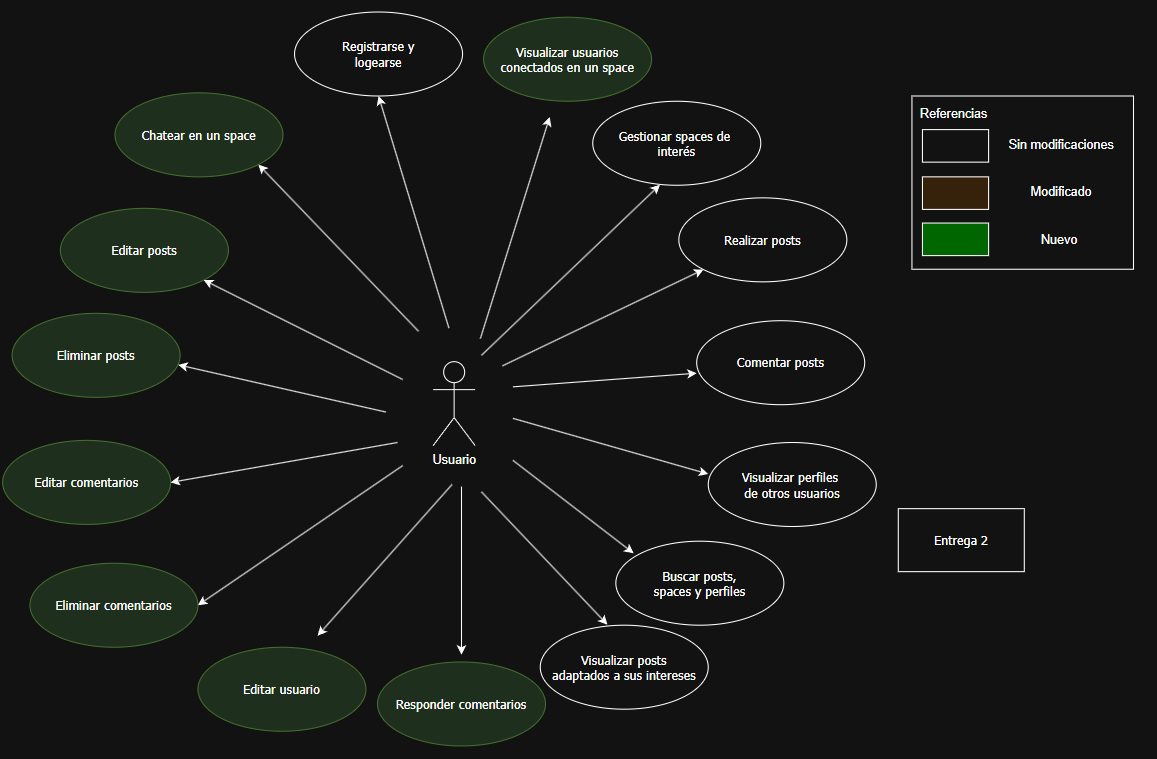 Registrarse y
logearse
Visualizar usuarios
conectados en un space
Chatear en un space
Gestionar spaces de
interés
Editar posts
Realizar posts
Eliminar posts
Comentar posts
Usuario
Editar comentarios
Visualizar perfiles
de otros usuarios
Eliminar comentarios
Buscar posts,
spaces y perfiles
Editar usuario
Responder comentarios
Visualizar posts
adaptados a sus intereses
Referencias
Sin modificaciones
Modificado
Nuevo
Entrega 2